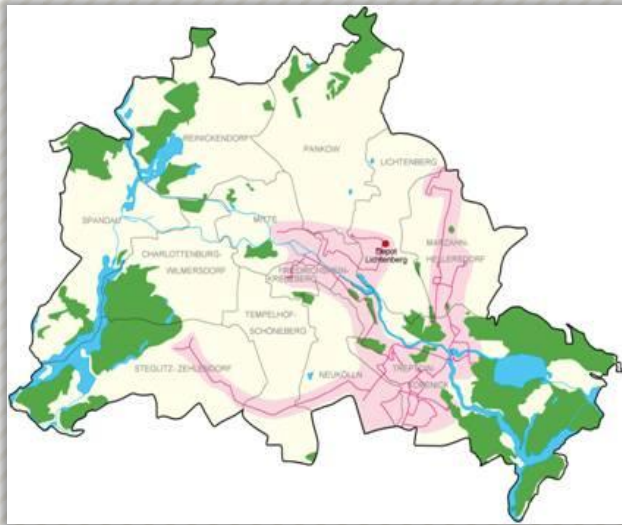 REINICKENDORF
PANKOW
LICHTENBERG
SPANDAU
MITTE
MARZAHN-
HELLERSDORF
Depot
Lichtenberg
CHARLOTTENBURG-
WILMERSDORF
FRIEDRICHSHAIN-
KREUZBERG
TEMPELHOF-
SCHÖNEBERG
STEGLITZ- ZEHLENDORF
NEUKÖLLN
TREPTOW-
KÖPENICK